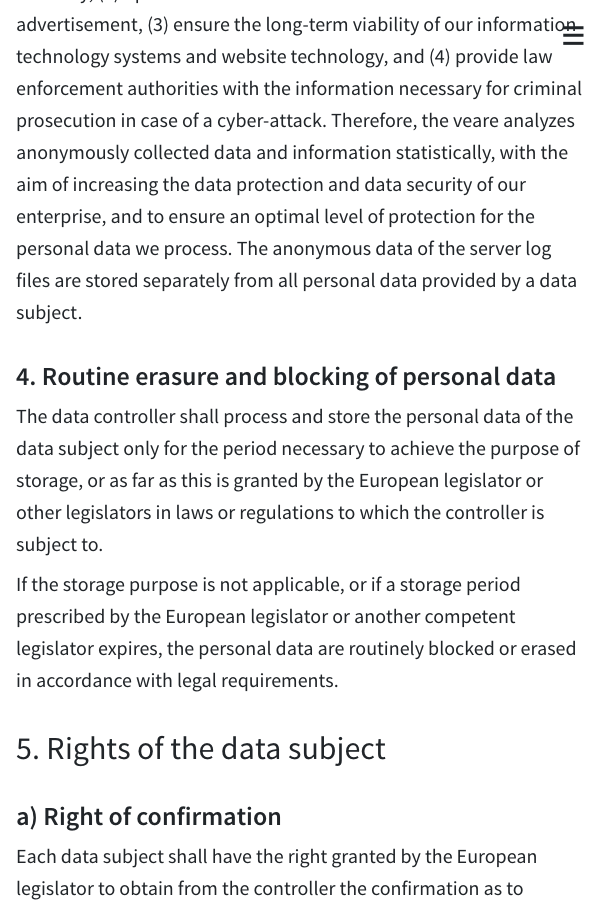 advertisement, (3) ensure the long-term viability of our information
technology systems and website technology, and (4) provide law
enforcement authorities with the information necessary for criminal
prosecution in case of a cyber-attack. Therefore, the veare analyzes
anonymously collected data and information statistically, with the
aim of increasing the data protection and data security of our
enterprise, and to ensure an optimal level of protection for the
personal data we process. The anonymous data of the server log
files are stored separately from all personal data provided by a data
subject.
4. Routine erasure and blocking of personal data
The data controller shall process and store the personal data of the
data subject only for the period necessary to achieve the purpose of
storage, or as far as this is granted by the European legislator or
other legislators in laws or regulations to which the controller is
subject to.
If the storage purpose is not applicable, or if a storage period
prescribed by the European legislator or another competent
legislator expires, the personal data are routinely blocked or erased
in accordance with legal requirements.
5. Rights of the data subject
a) Right of confirmation
Each data subject shall have the right granted by the European
legislator to obtain from the controller the confirmation as to